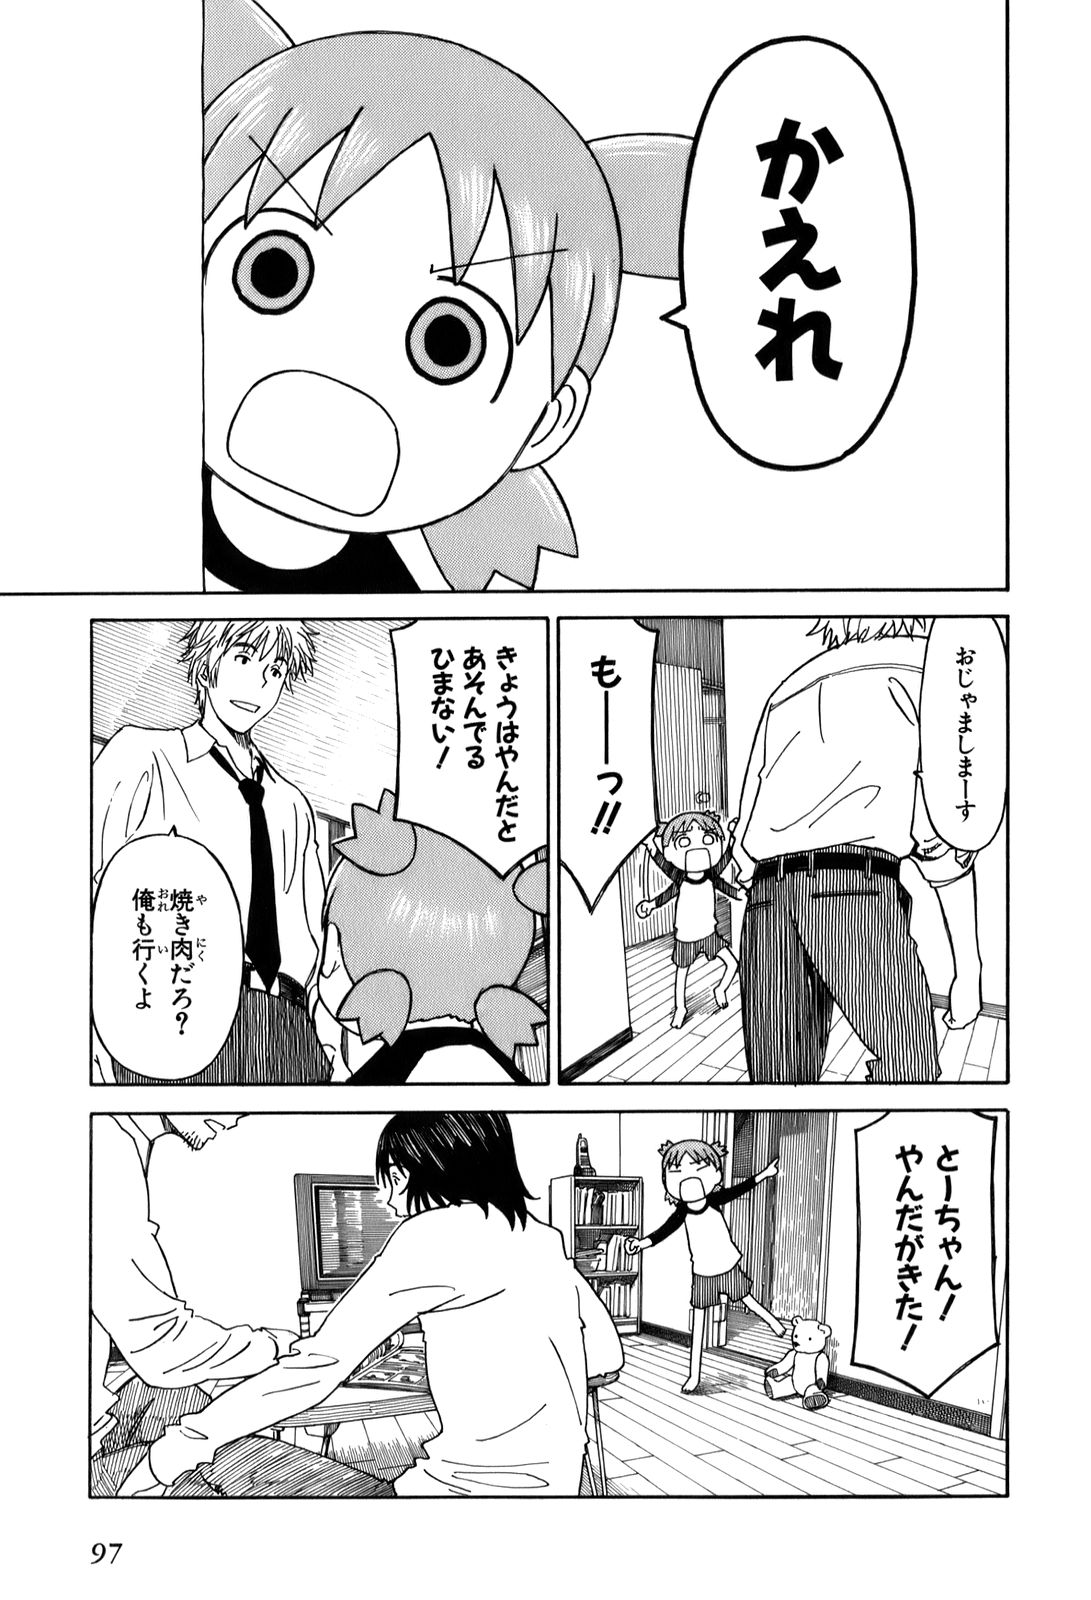 かえれ
おじゃましまーす
もーーっ!!
きょうはやんだと
あそんでる
ひまない!
焼き肉だろ?
俺も行くよ
とーちゃん!
やんだがきた!
97